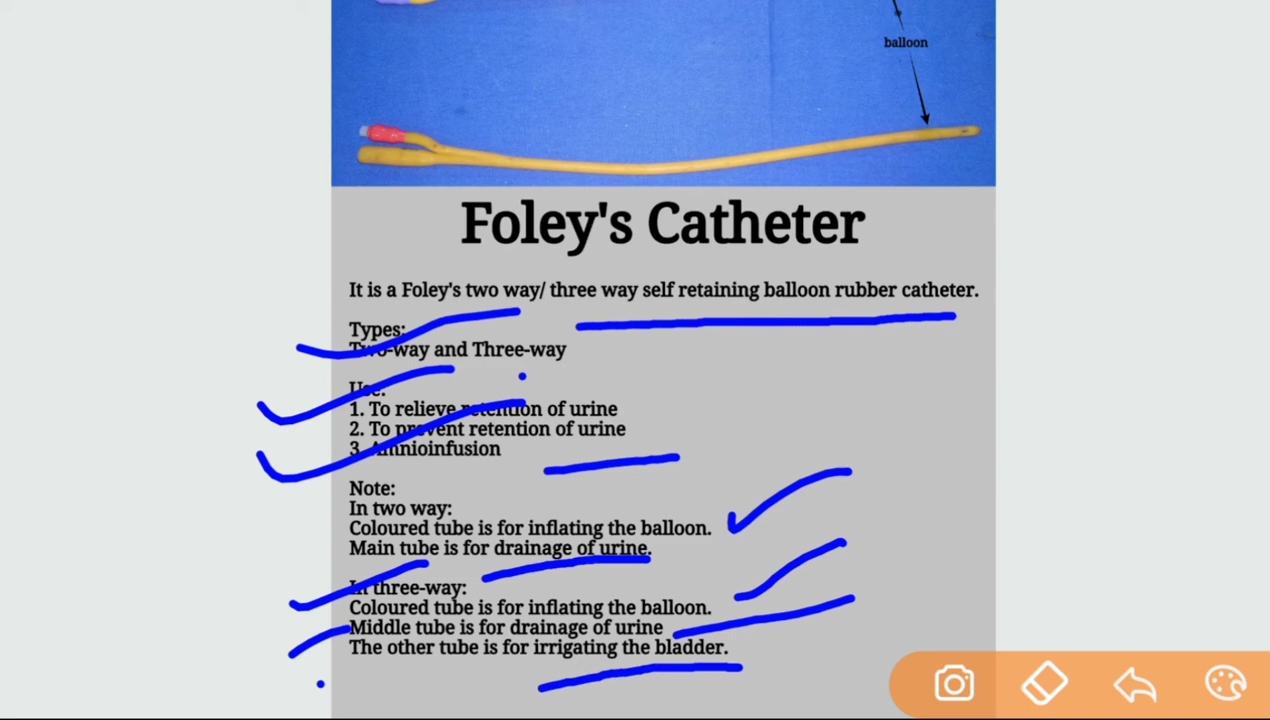 balloon
Foley's Catheter
It is a Foley's two way/ three way self retaining balloon rubber catheter.
Types:
Two-way and Three-way
Use:
1. To relieve retention of urine
2. To prevent retention of urine
3. Amnioinfusion
Note:
In two way:
Coloured tube is for inflating the balloon.
Main tube is for drainage of urine.
In three-way:
Coloured tube is for inflating the balloon.
Middle tube is for drainage of urine
The other tube is for irrigating the bladder.